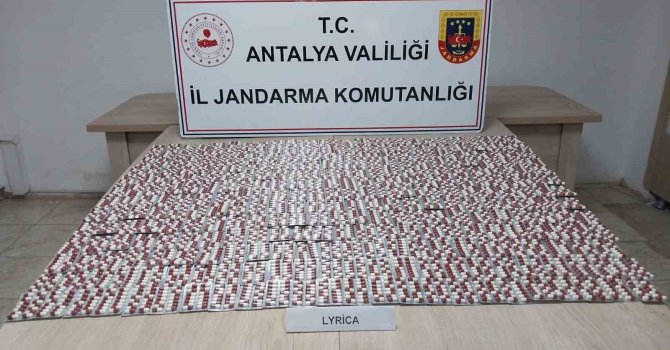 T.C.
ANTALYA VALİLİĞİ
İL JANDARMA KOMUTANLIĞI
JANDARMA
LYRICA